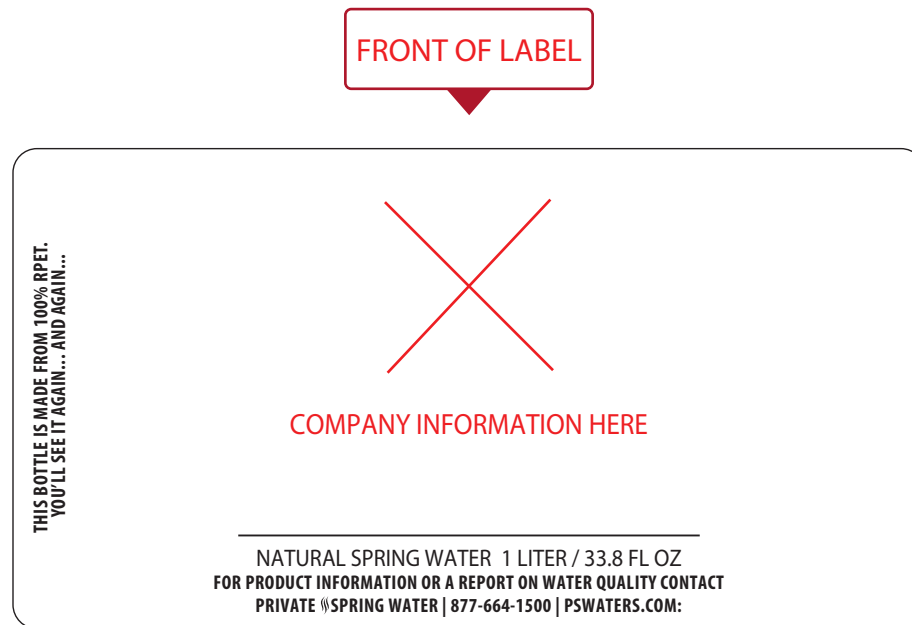 FRONT OF LABEL
THIS BOTTLE IS MADE FROM 100% RPET.
YOU'LL SEE IT AGAIN... AND AGAIN...
COMPANY INFORMATION HERE
NATURAL SPRING WATER 1 LITER / 33.8 FL OZ
FOR PRODUCT INFORMATION OR A REPORT ON WATER QUALITY CONTACT
PRIVATE SPRING WATER | 877-664-1500 | PSWATERS.COM: